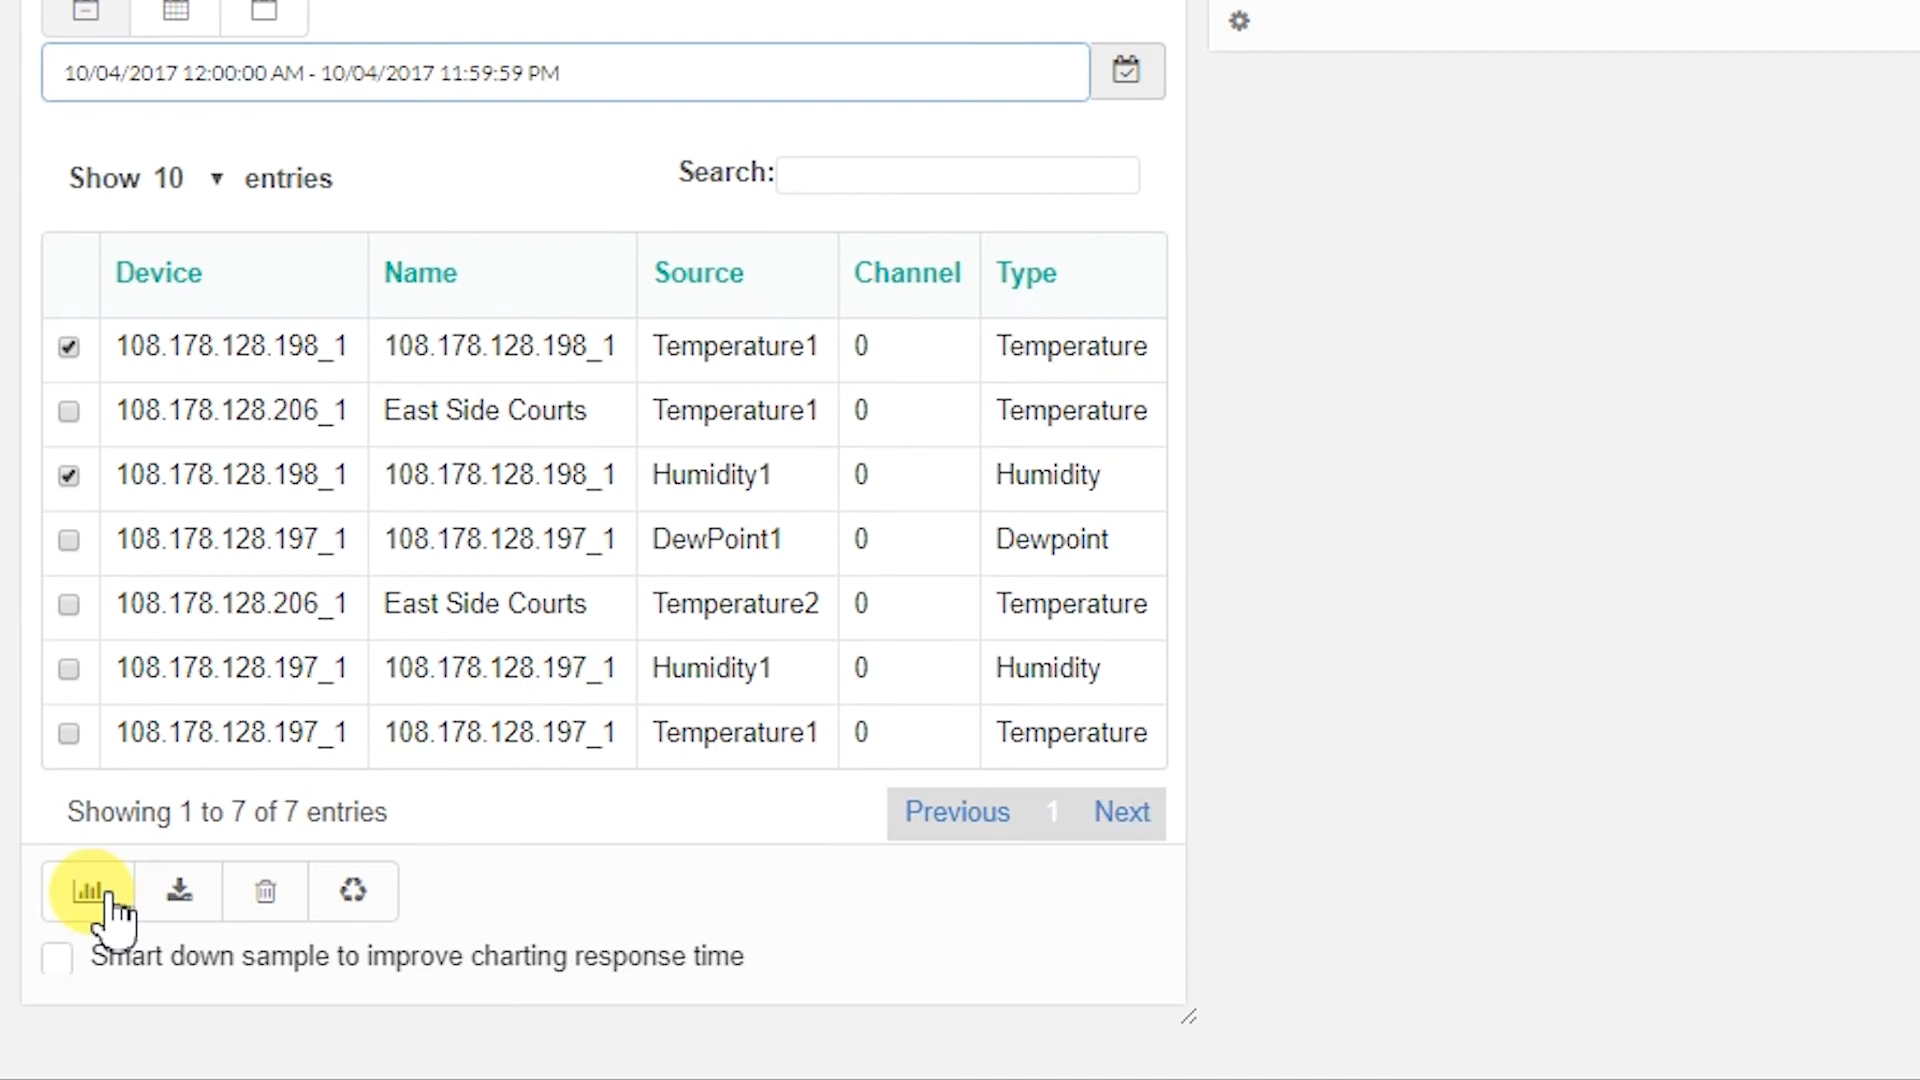 10/04/2017 12:00:00 AM - 10/04/2017 11:59:59 PM
Show 10 ▼ entries Search:
Device Name Source Channel Type
108.178.128.198_1 108.178.128.198_1 Temperature1 0 Temperature
108.178.128.206_1 East Side Courts Temperature1 0 Temperature
108.178.128.198_1 108.178.128.198_1 Humidity1 0 Humidity
108.178.128.197_1 108.178.128.197_1 DewPoint1 0 Dewpoint
108.178.128.206_1 East Side Courts Temperature2 0 Temperature
108.178.128.197_1 108.178.128.197_1 Humidity1 0 Humidity
108.178.128.197_1 108.178.128.197_1 Temperature1 0 Temperature
Showing 1 to 7 of 7 entries Previous 1 Next
Smart down sample to improve charting response time